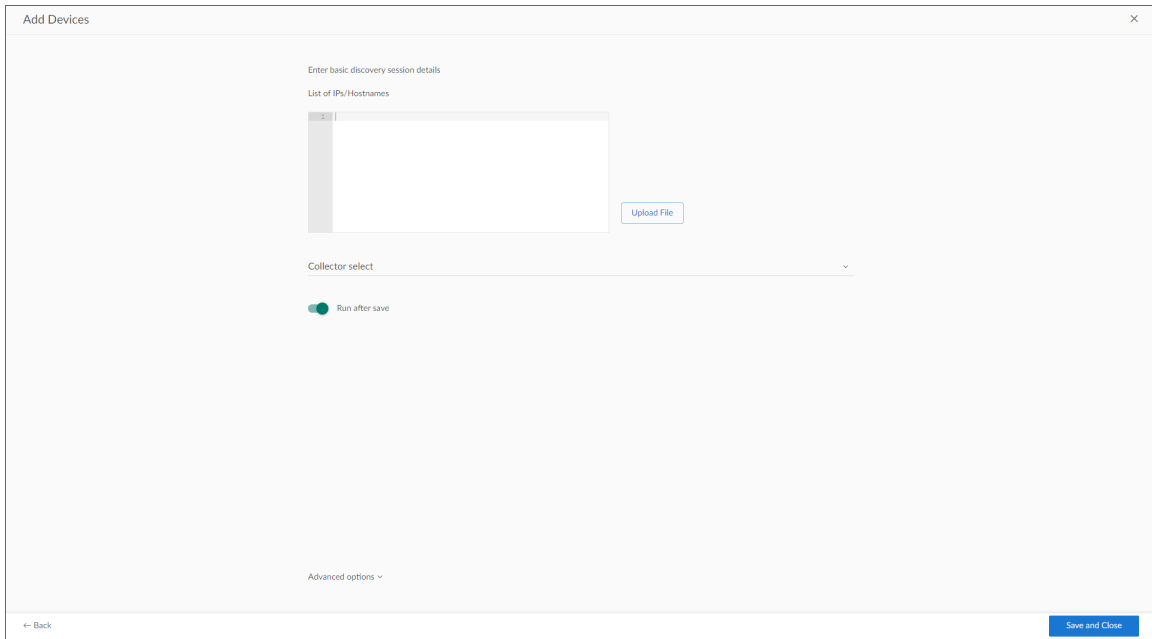 Add Devices
Enter basic discovery session details
List of IPs/Hostnames
1
Upload File
Collector select
Run after save
Advanced options
← Back
Save and Close